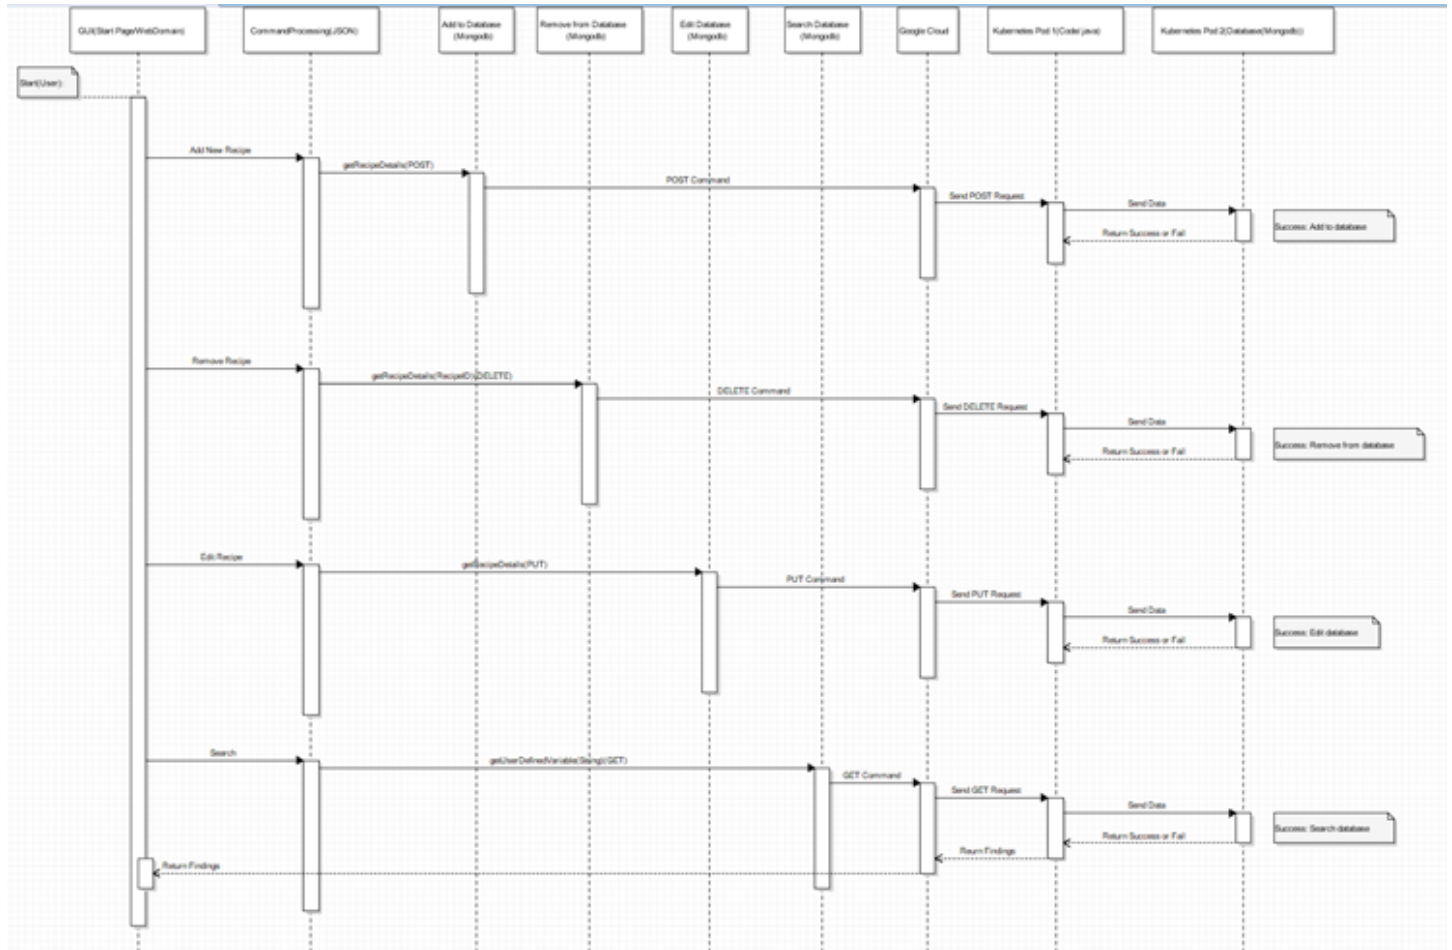 GUI(Start Page/WebDomain)
CommandProcessing(JSON)
Add to Database
(Mongodb)
Remove from Database
(Mongodb)
Edit Database
(Mongodb)
Search Database
(Mongodb)
Google Cloud
Kubernetes Pod 1(Code/java)
Kubernetes Pod 2(Database(Mongodb))
Start(User):
Add New Recipe
getRecipeDetails(POST)
POST Command
Send POST Request
Send Data
Return Success or Fail
Success: Add to database
Remove Recipe
getRecipeDetails(RecipeID)(DELETE)
DELETE Command
Send DELETE Request
Send Data
Return Success or Fail
Success: Remove from database
Edit Recipe
getRecipeDetails(PUT)
PUT Command
Send PUT Request
Send Data
Return Success or Fail
Success: Edit database
Search
getUserDefinedVariable(String)(GET)
GET Command
Send GET Request
Send Data
Return Success or Fail
Success: Search database
Reurn Findings
Return Findings